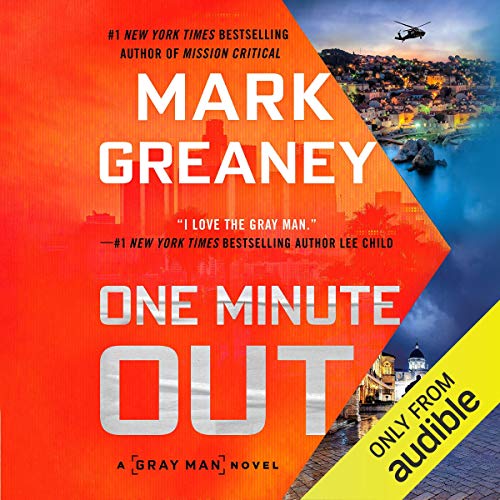 #1 NEW YORK TIMES BESTSELLING
AUTHOR OF MISSION CRITICAL
MARK
GREANEY
"I LOVE THE GRAY MAN."
—#1 NEW YORK TIMES BESTSELLING AUTHOR LEE CHILD
ONE MINUTE
OUT
A [GRAY MAN] NOVEL
ONLY FROM
audible